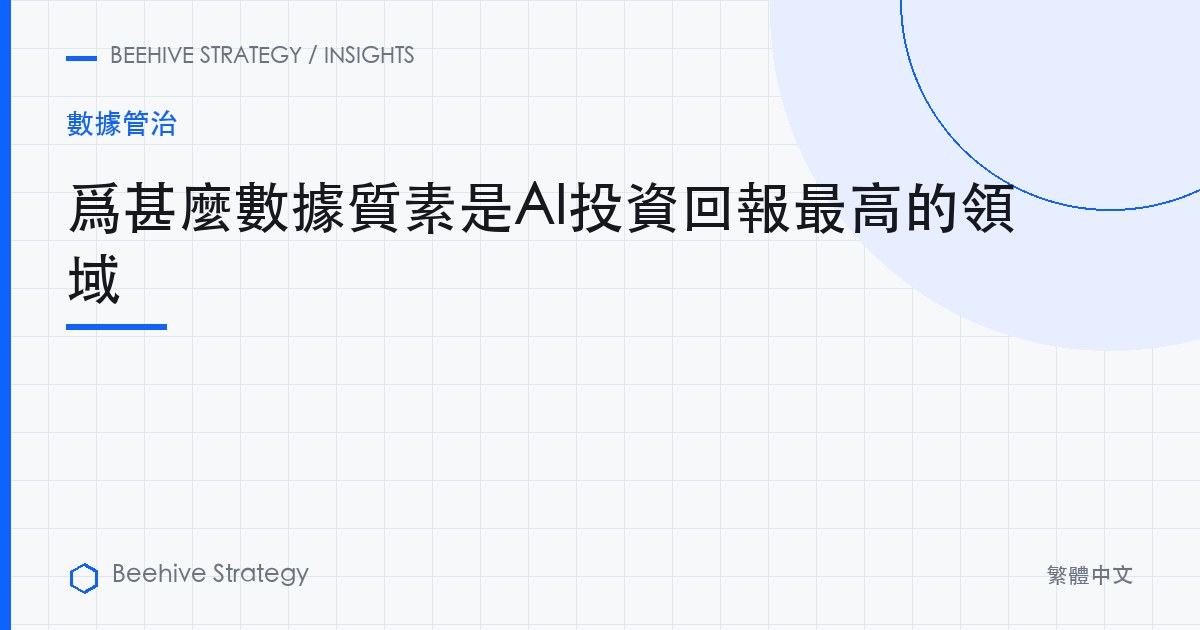 BEEHIVE STRATEGY / INSIGHTS
數據管治
爲甚麼數據質素是AI投資回報最高的領
域
Beehive Strategy
繁體中文